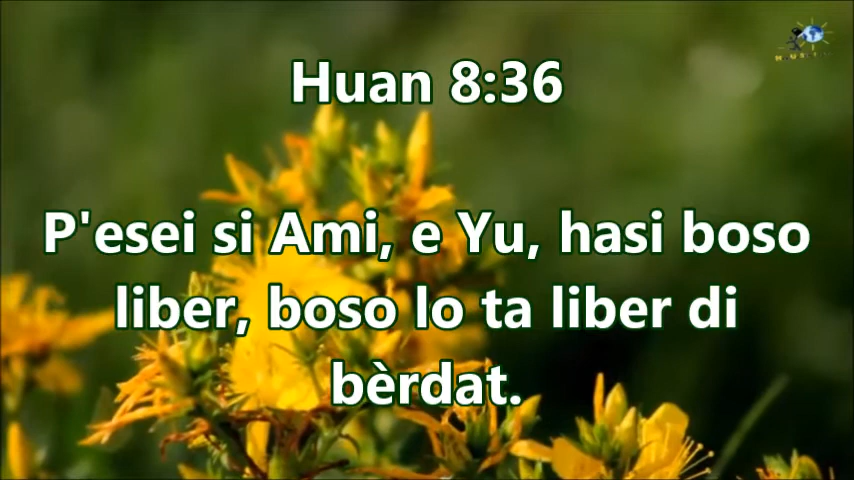 Huan 8:36
P'esei si Ami, e Yu, hasi boso
liber, boso lo ta liber di
bèrdat.